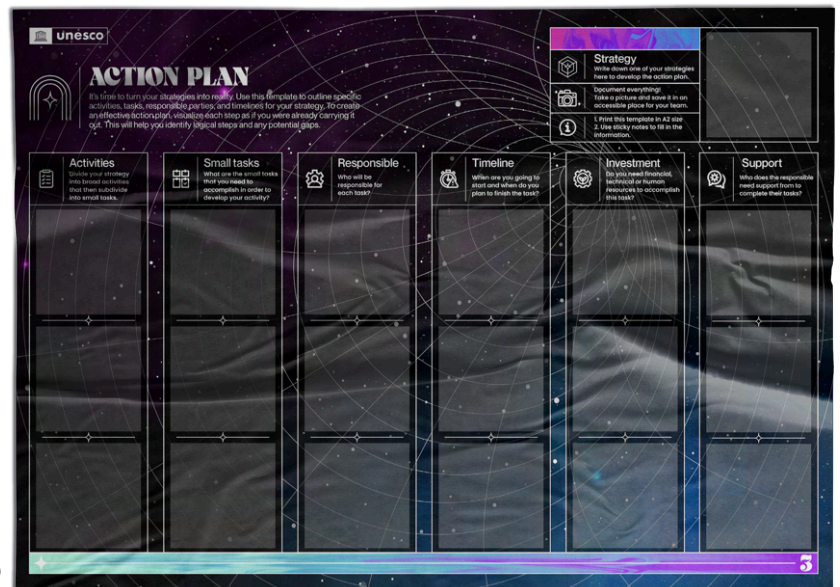 unesco
ACTION PLAN
It's time to turn your strategies into reality. Use this template to outline specific
activities, tasks, responsible parties, and timelines for your strategy. To create
an effective action plan, visualize each step as if you were already carrying it
out. This will help you identify logical steps and any potential gaps.
Strategy
Write down one of your strategies
here to develop the action plan.
Document everything!
Take a picture and save it in an
accessible place for your team.
1. Print this template in A2 size
2. Use sticky notes to fill in the
information.
Activities
Divide your strategy
into broad activities
that then subdivide
into small tasks.
Small tasks
What are the small tasks
that you need to
accomplish in order to
develop your activity?
Responsible
Who will be
responsible for
each task?
Timeline
When are you going to
start and when do you
plan to finish the task?
Investment
Do you need financial,
technical or human
resources to accomplish
this task?
Support
Who does the responsible
need support from to
complete their tasks?
3